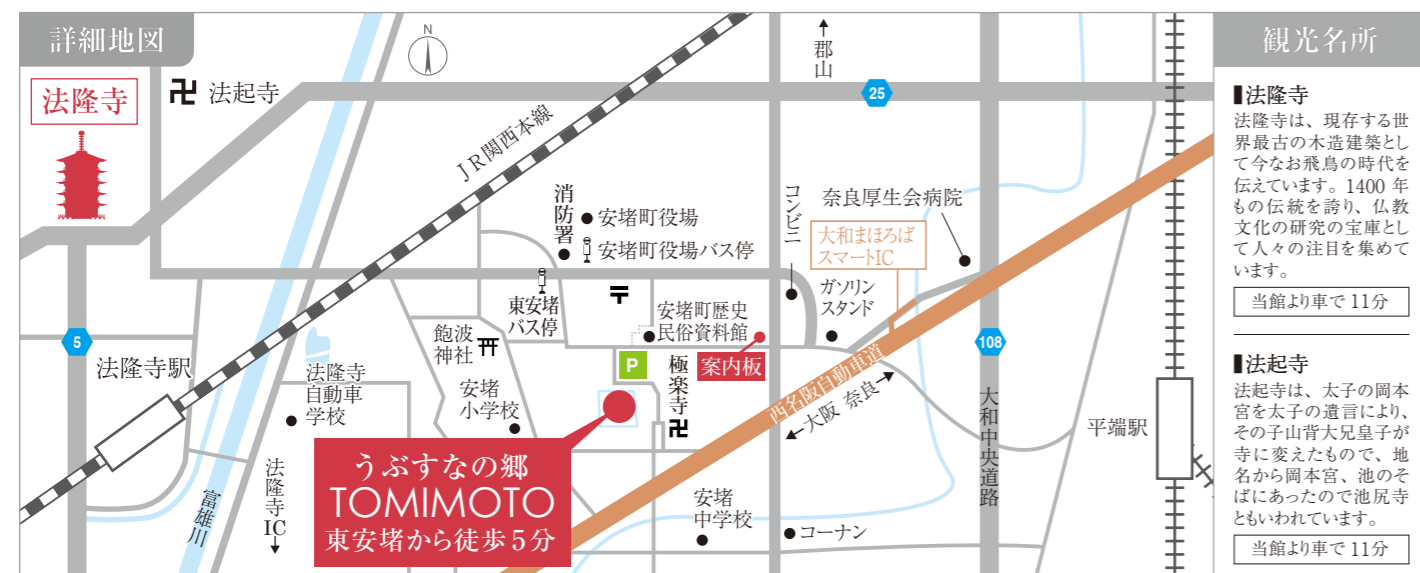 詳細地図
法隆寺
卍 法起寺
N
↑
郡山
25
JR関西本線
消防署
安堵町役場
安堵町役場バス停
コンビニ
奈良厚生会病院
大和まほろば
スマートIC
ガソリン
スタンド
東安堵
バス停
〒
安堵町歴史
民俗資料館
飽波
神社
P
極楽寺
卍
案内板
5
108
法隆寺駅
法隆寺
自動車
学校
安堵
小学校
西名阪自動車道
←大阪 奈良→
大和中央道路
平端駅
うぶすなの郷
TOMIMOTO
東安堵から徒歩5分
法隆寺IC
↓
富雄川
安堵
中学校
コーナン
観光名所
▮法隆寺
法隆寺は、現存する世
界最古の木造建築とし
て今なお飛鳥の時代を
伝えています。1400年
もの伝統を誇り、仏教
文化の研究の宝庫とし
て人々の注目を集めて
います。
当館より車で11分
▮法起寺
法起寺は、太子の岡本
宮を太子の遺言により、
その子山背大兄皇子が
寺に変えたもので、地
名から岡本宮、池のそ
ばにあったので池尻寺
ともいわれています。
当館より車で11分